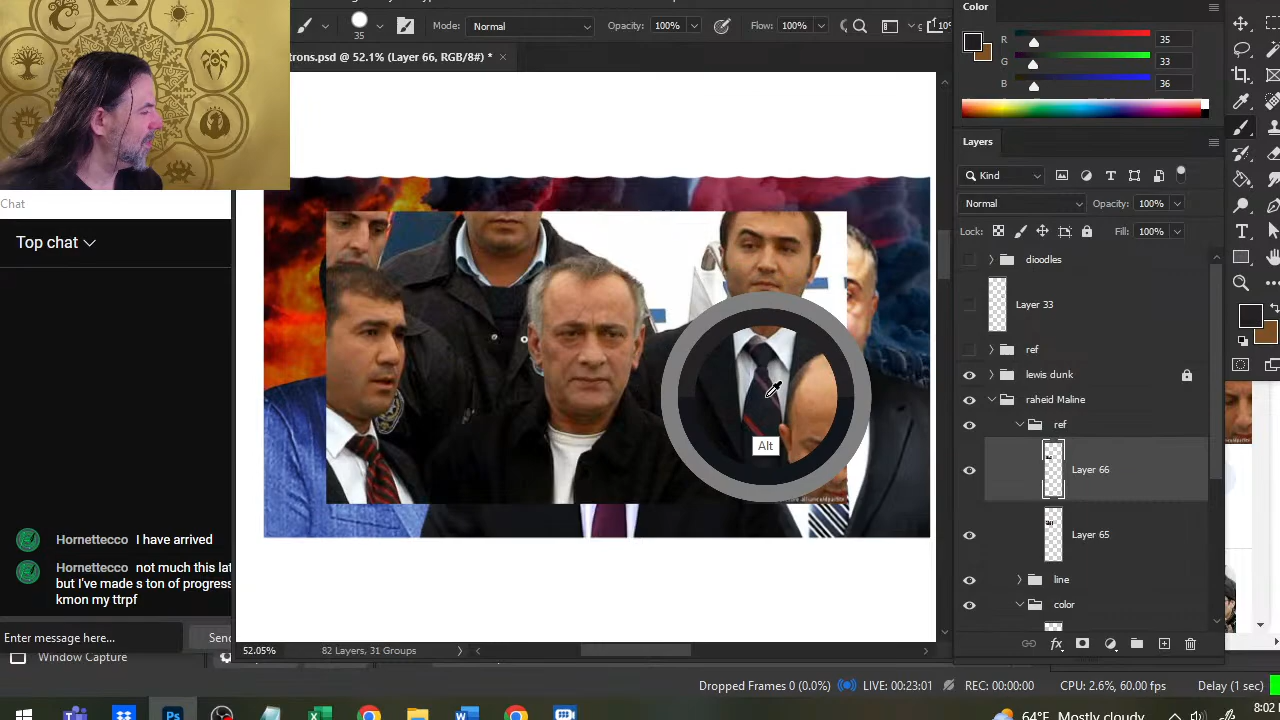 35
Mode:
Normal
Opacity: 100%
Flow: 100%
trons.psd @ 52.1% (Layer 66, RGB/8#) *
Chat
Top chat
Hornettecco I have arrived
Hornettecco not much this lat
but I've made s ton of progress
kmon my ttrpf
Enter message here...
Send
Window Capture
Alt
52.05%
82 Layers, 31 Groups
Color
R 35
G 33
B 36
Layers
Kind
Normal
Opacity: 100%
Lock:
Fill: 100%
dioodles
Layer 33
ref
lewis dunk
raheid Maline
ref
Layer 66
Layer 65
line
color
Dropped Frames 0 (0.0%)
LIVE: 00:23:01
REC: 00:00:00
CPU: 2.6%, 60.00 fps
Delay (1 sec)
64°F Mostly cloudy
8:02